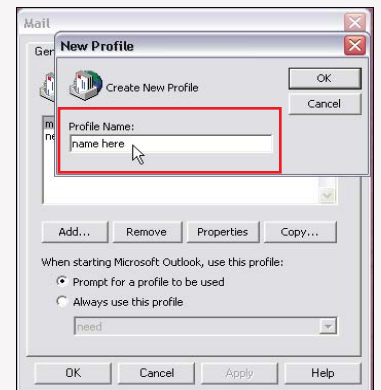 Mail
Ger
New Profile
Create New Profile
OK
Cancel
Profile Name:
name here
m
ne
Add...
Remove
Properties
Copy...
When starting Microsoft Outlook, use this profile:
Prompt for a profile to be used
Always use this profile
need
OK
Cancel
Apply
Help